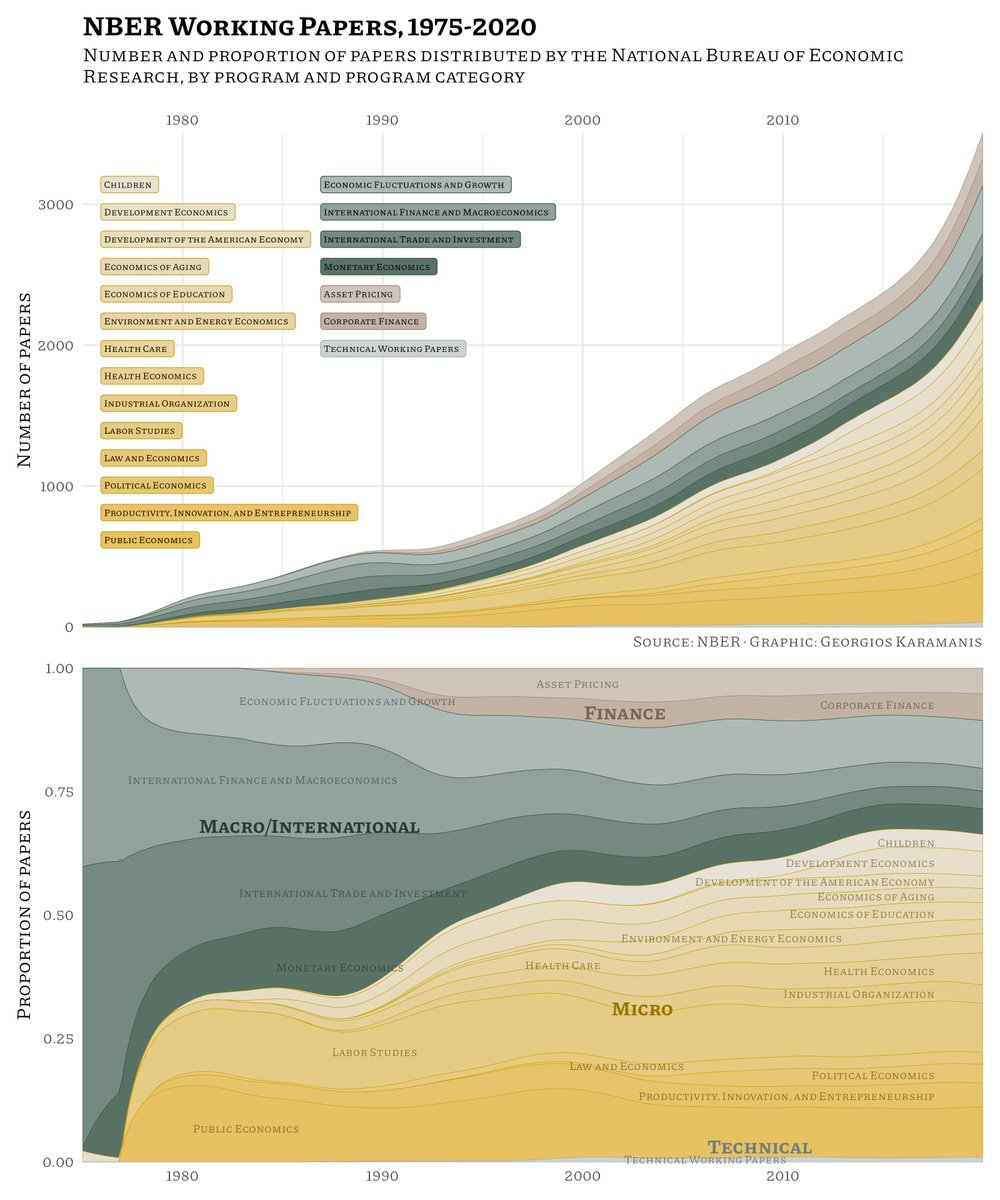 NBER Working Papers, 1975-2020
Number and proportion of papers distributed by the National Bureau of Economic
Research, by program and program category
1980 1990 2000 2010
Number of papers
3000
2000
1000
0
Children
Development Economics
Development of the American Economy
Economics of Aging
Economics of Education
Environment and Energy Economics
Health Care
Health Economics
Industrial Organization
Labor Studies
Law and Economics
Political Economics
Productivity, Innovation, and Entrepreneurship
Public Economics
Economic Fluctuations and Growth
International Finance and Macroeconomics
International Trade and Investment
Monetary Economics
Asset Pricing
Corporate Finance
Technical Working Papers
Source: NBER · Graphic: Georgios Karamanis
Proportion of papers
1.00
0.75
0.50
0.25
0.00
Asset Pricing
Economic Fluctuations and Growth
Corporate Finance
Finance
International Finance and Macroeconomics
Macro/International
Children
Development Economics
Development of the American Economy
International Trade and Investment
Economics of Aging
Economics of Education
Environment and Energy Economics
Monetary Economics
Health Care
Health Economics
Industrial Organization
Micro
Labor Studies
Law and Economics
Political Economics
Productivity, Innovation, and Entrepreneurship
Public Economics
Technical
Technical Working Papers
1980 1990 2000 2010